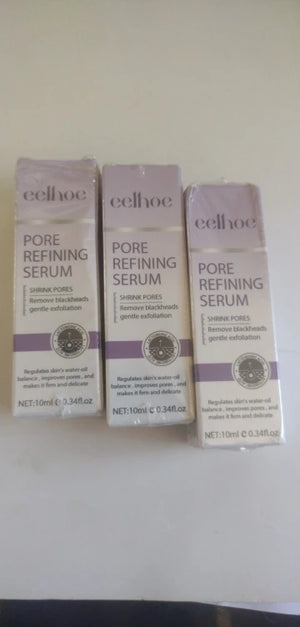 eelhoe
PORE
REFINING
SERUM
SHRINK PORES
Remove blackheads
gentle exfoliation
Regulates skin's water-oil
balance , improves pores , and
makes it firm and delicate
NET:10ml e 0.34fl.oz
eelhoe
PORE
REFINING
SERUM
SHRINK PORES
Remove blackheads
gentle exfoliation
Regulates skin's water-oil
balance , improves pores , and
makes it firm and delicate
NET:10ml e 0.34fl.oz
eelhoe
PORE
REFINING
SERUM
SHRINK PORES
Remove blackheads
gentle exfoliation
Regulates skin's water-oil
balance , improves pores , and
makes it firm and delicate
NET:10ml e 0.34fl.oz